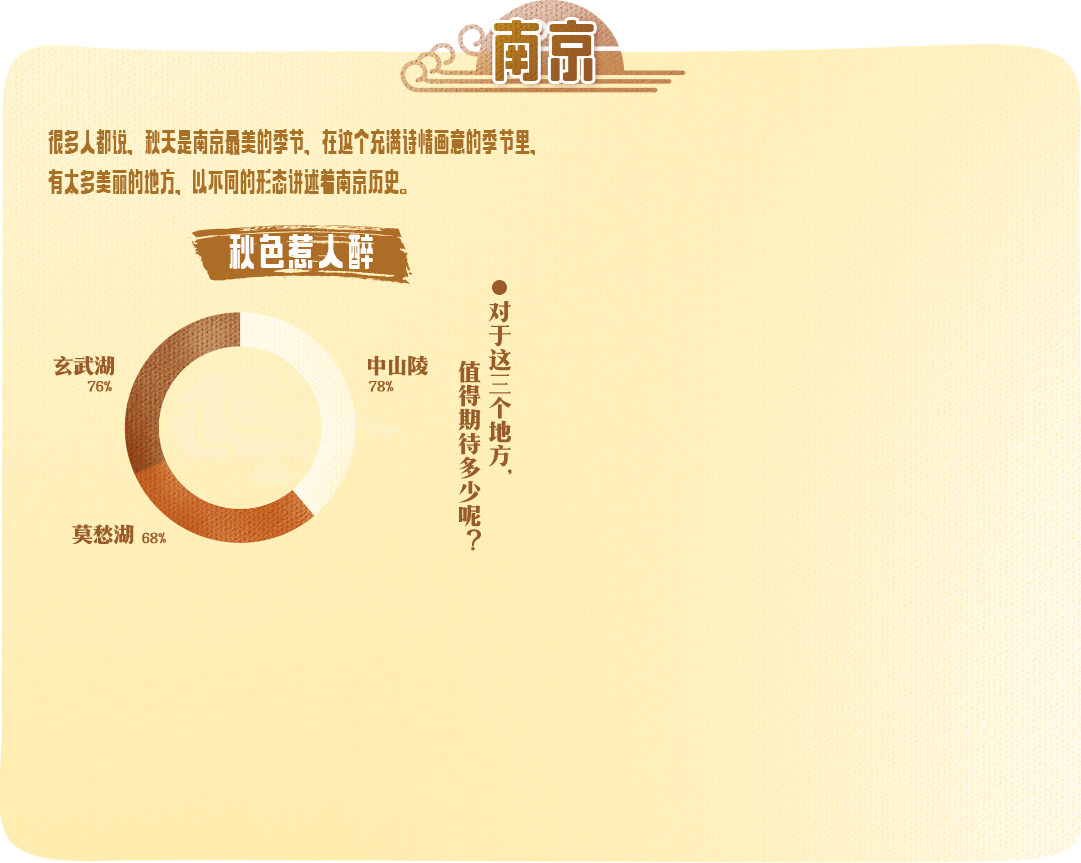 南京
很多人都说，秋天是南京最美的季节，在这个充满诗情画意的季节里，
有太多美丽的地方，以不同的形态讲述着南京历史。
秋色惹人醉
玄武湖
76%
中山陵
78%
莫愁湖 68%
对于这三个地方，
值得期待多少呢？